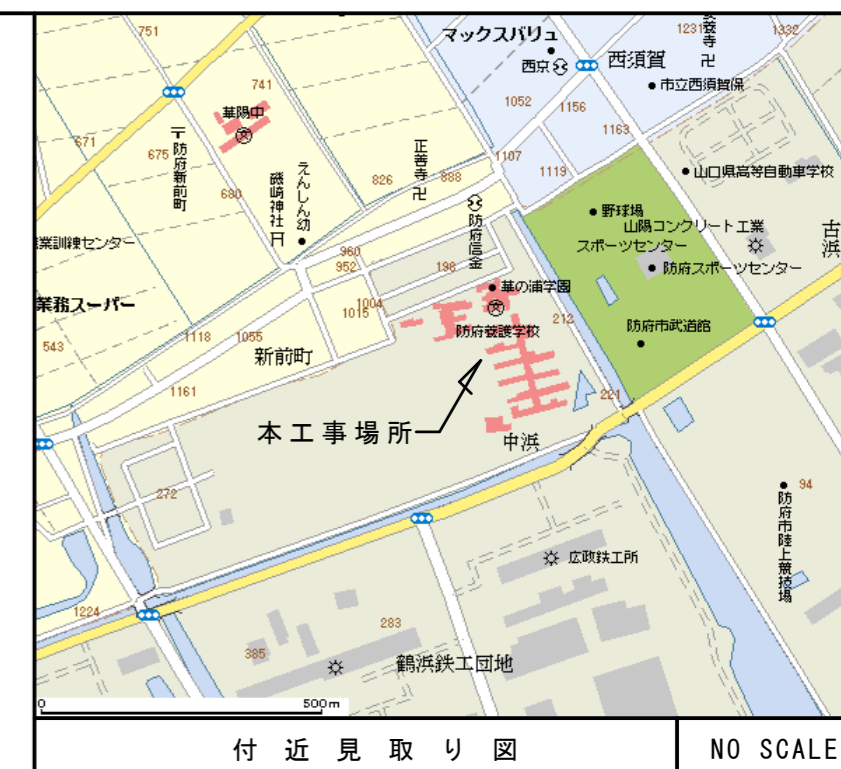 751
マックスバリュ
西京
西須賀
養善寺
1231
1332
市立西須賀保
741
華陽中
1052
1156
1163
671
675
防府新前町
680
磯崎神社
えんしん幼
826
正善寺
888
1107
1119
山口県高等自動車学校
野球場
山陽コンクリート工業
スポーツセンター
防府スポーツセンター
古浜
業訓練センター
960
952
防府信金
198
華の浦学園
業務スーパー
1004
1015
防府養護学校
212
防府市武道館
543
1118
1055
新前町
1161
221
本工事場所
中浜
272
94
防府市陸上競技場
広政鉄工所
1224
283
385
鶴浜鉄工団地
0
500m
付近見取り図
NO SCALE